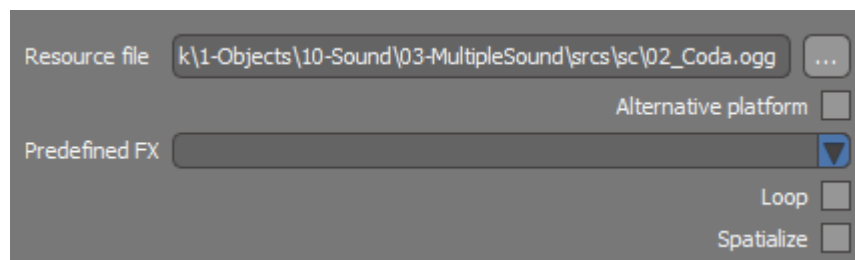 Resource file k\1-Objects\10-Sound\03-MultipleSound\srcs\sc\02_Coda.ogg ...
Alternative platform
Predefined FX
Loop
Spatialize